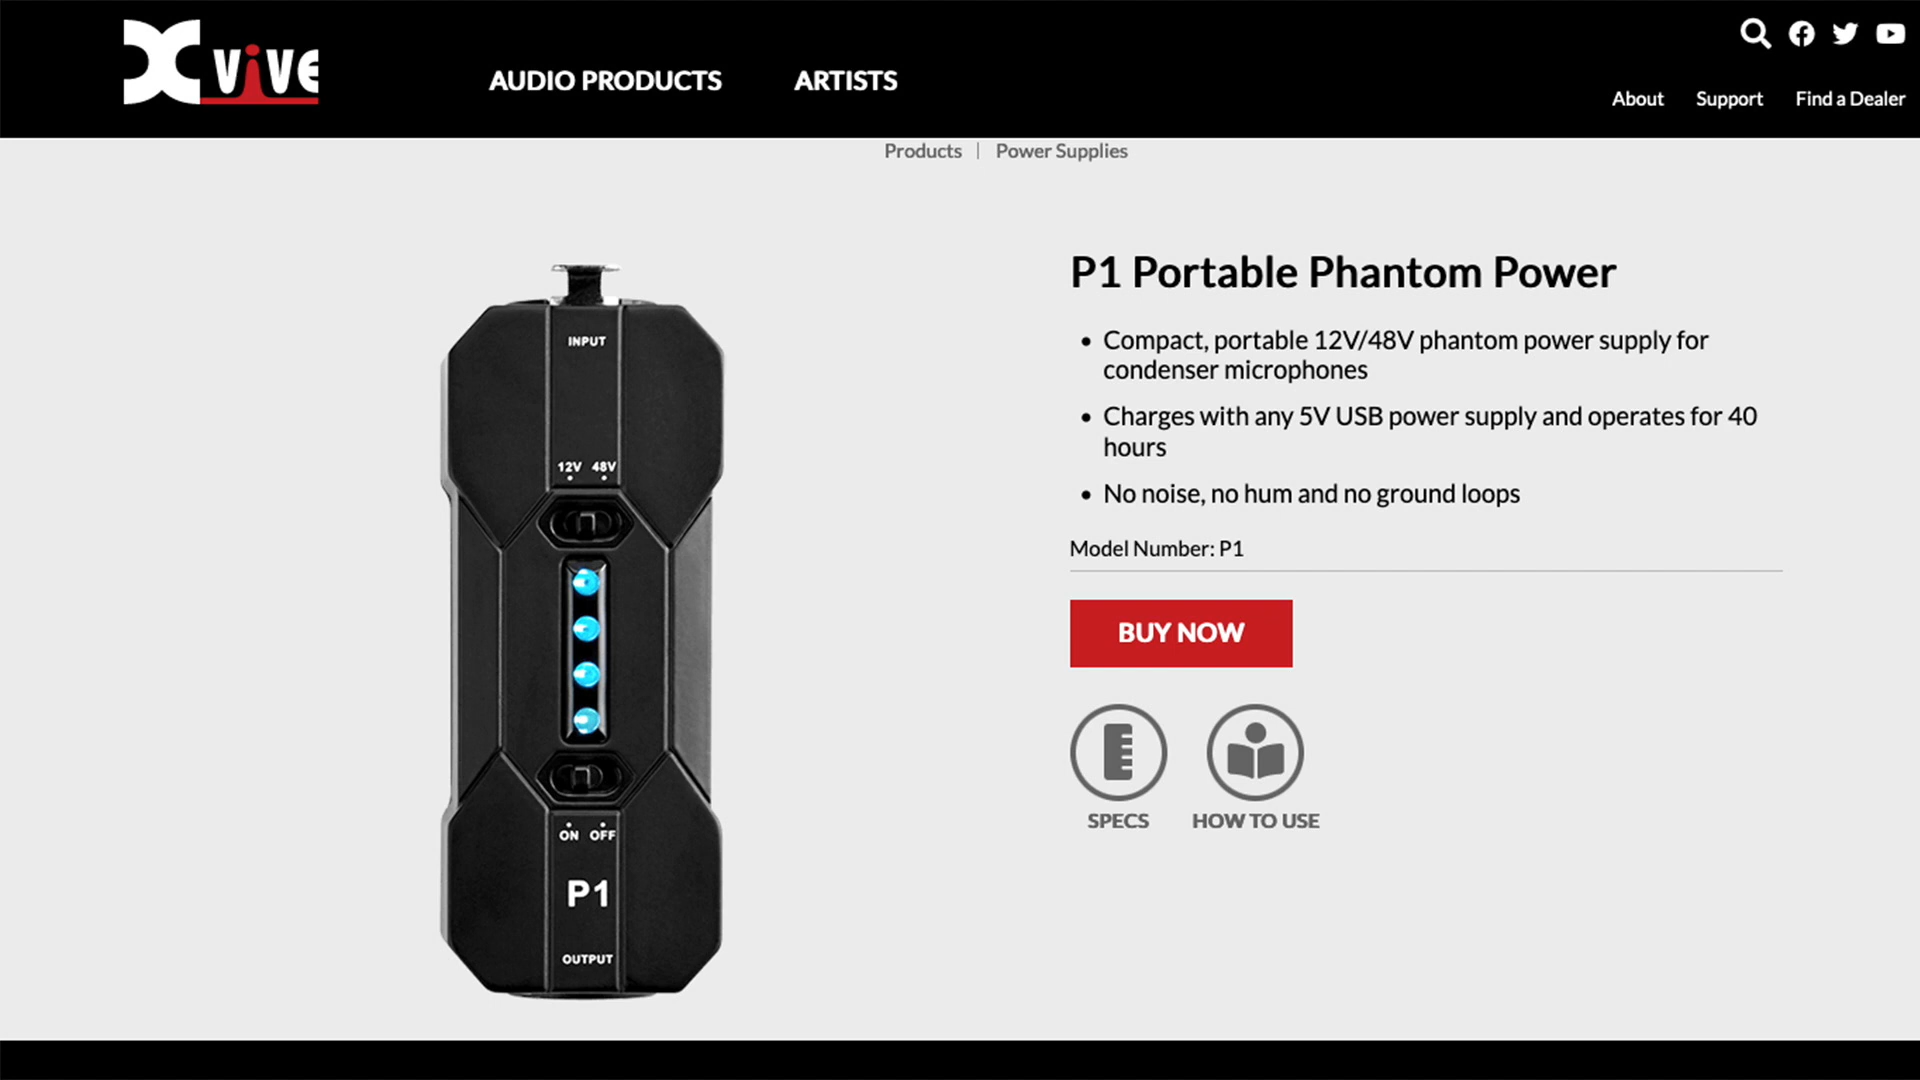 Xvive
AUDIO PRODUCTS
ARTISTS
About
Support
Find a Dealer
Products | Power Supplies
INPUT
12V 48V
ON OFF
P1
OUTPUT
P1 Portable Phantom Power
• Compact, portable 12V/48V phantom power supply for
condenser microphones
• Charges with any 5V USB power supply and operates for 40
hours
• No noise, no hum and no ground loops
Model Number: P1
BUY NOW
SPECS
HOW TO USE